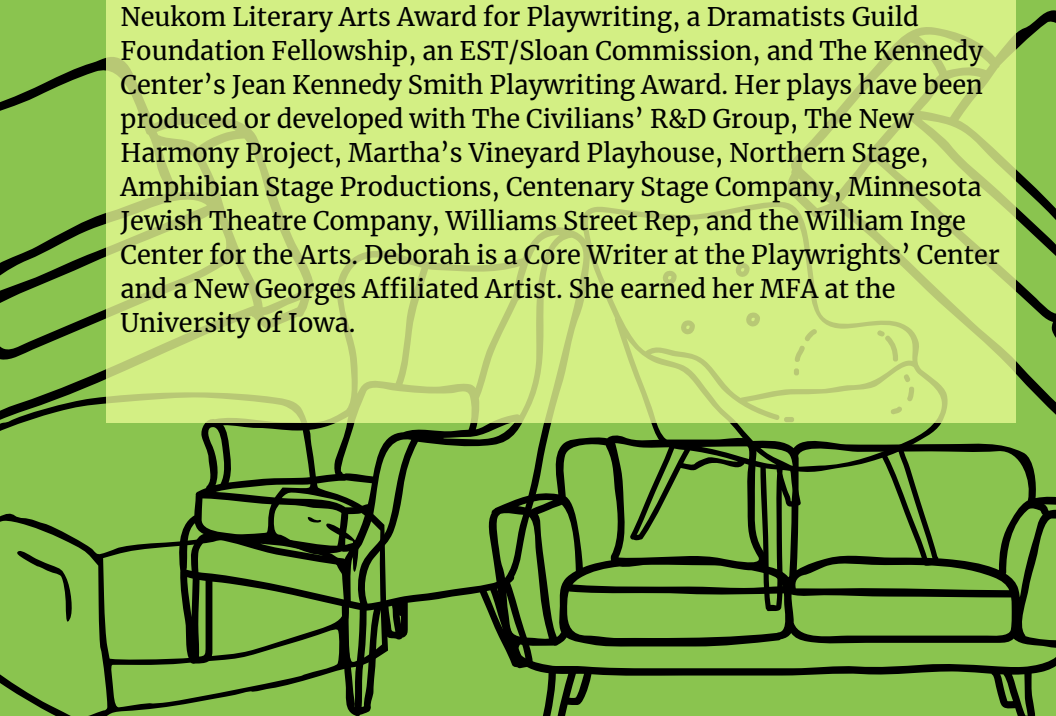 Neukom Literary Arts Award for Playwriting, a Dramatists Guild
Foundation Fellowship, an EST/Sloan Commission, and The Kennedy
Center’s Jean Kennedy Smith Playwriting Award. Her plays have been
produced or developed with The Civilians’ R&D Group, The New
Harmony Project, Martha’s Vineyard Playhouse, Northern Stage,
Amphibian Stage Productions, Centenary Stage Company, Minnesota
Jewish Theatre Company, Williams Street Rep, and the William Inge
Center for the Arts. Deborah is a Core Writer at the Playwrights’ Center
and a New Georges Affiliated Artist. She earned her MFA at the
University of Iowa.